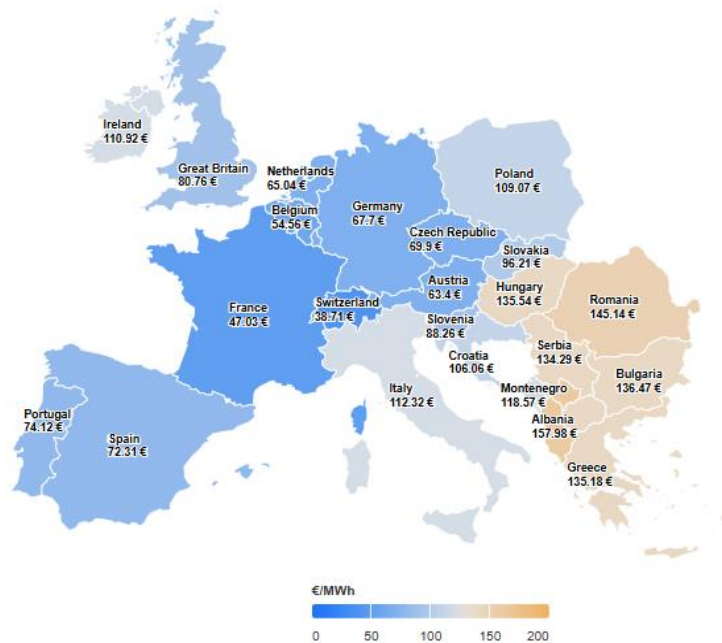 Ireland
110.92 €
Great Britain
80.76 €
Netherlands
65.04 €
Belgium
54.56 €
Germany
67.7 €
Poland
109.07 €
Czech Republic
69.9 €
Slovakia
96.21 €
Austria
63.4 €
Hungary
135.54 €
Romania
145.14 €
France
47.03 €
Switzerland
38.71 €
Slovenia
88.26 €
Croatia
106.06 €
Serbia
134.29 €
Bulgaria
136.47 €
Italy
112.32 €
Montenegro
118.57 €
Albania
157.98 €
Greece
135.18 €
Portugal
74.12 €
Spain
72.31 €
€/MWh
0 50 100 150 200